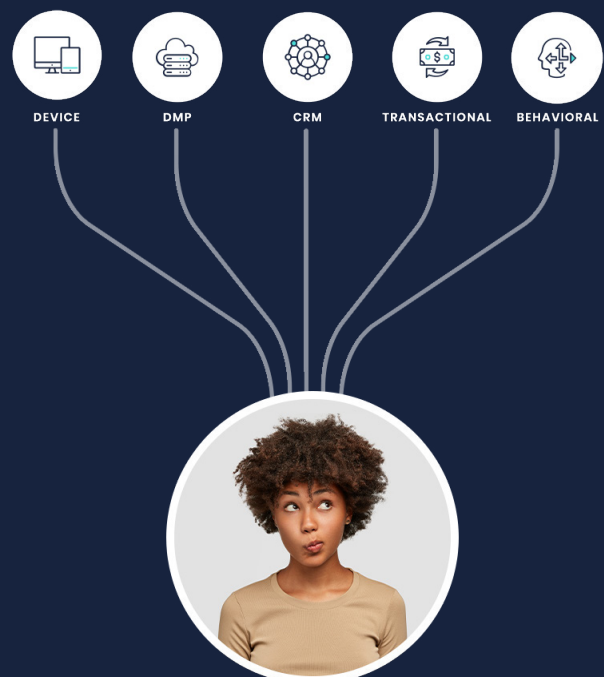 DEVICE
DMP
CRM
TRANSACTIONAL
BEHAVIORAL
$